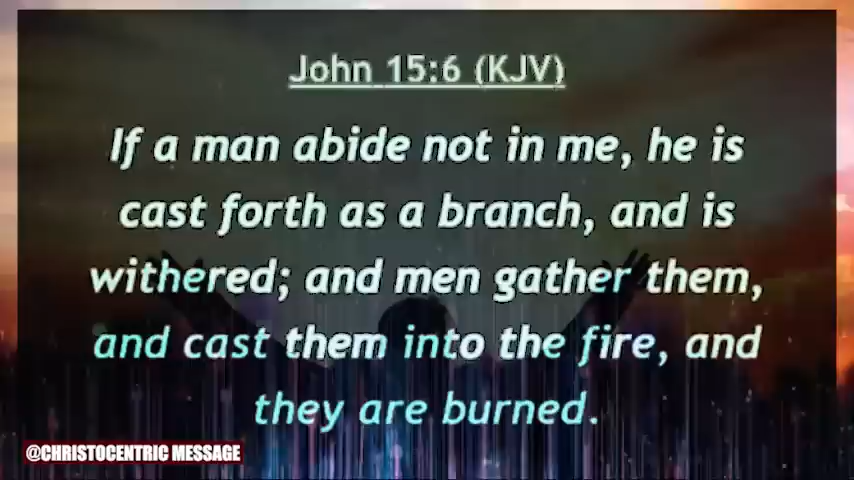 John 15:6 (KJV)
If a man abide not in me, he is
cast forth as a branch, and is
withered; and men gather them,
and cast them into the fire, and
they are burned.
@CHRISTOCENTRIC MESSAGE